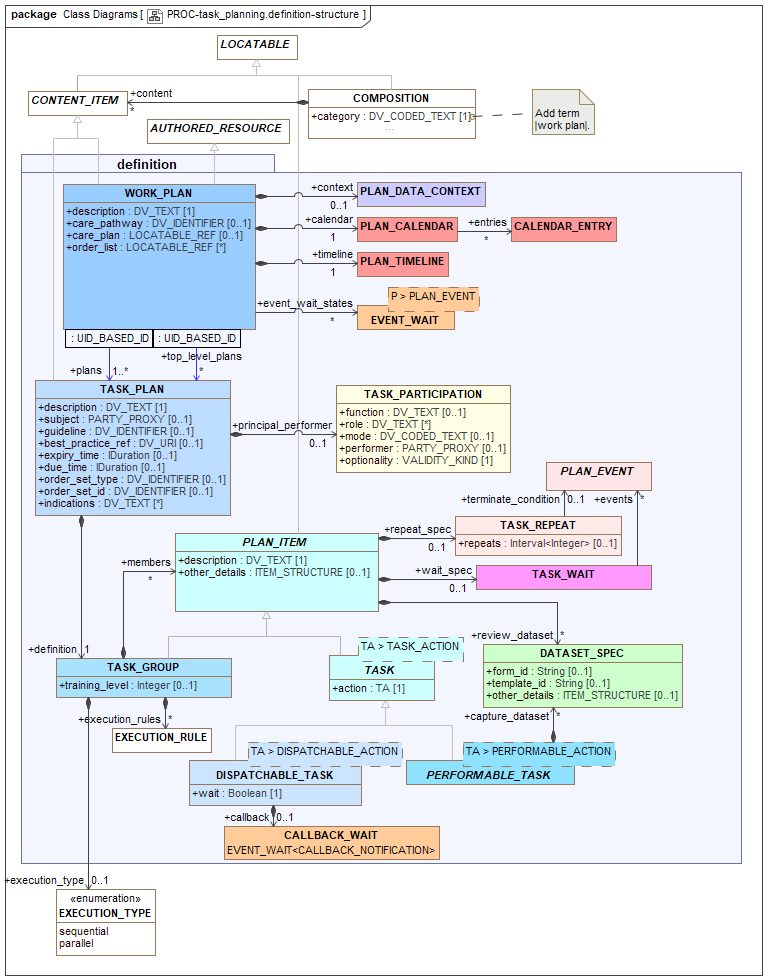 package Class Diagrams [ PROC-task_planning.definition-structure ]
LOCATABLE
CONTENT_ITEM
+content
*
COMPOSITION
+category : DV_CODED_TEXT [1]
...
Add term
|work plan|.
AUTHORED_RESOURCE
definition
WORK_PLAN
+description : DV_TEXT [1]
+care_pathway : DV_IDENTIFIER [0..1]
+care_plan : LOCATABLE_REF [0..1]
+order_list : LOCATABLE_REF [*]
+context
0..1
PLAN_DATA_CONTEXT
+calendar
1
PLAN_CALENDAR
+entries
*
CALENDAR_ENTRY
+timeline
1
PLAN_TIMELINE
+event_wait_states
*
P > PLAN_EVENT
EVENT_WAIT
: UID_BASED_ID
: UID_BASED_ID
+plans
1..*
+top_level_plans
*
TASK_PLAN
+description : DV_TEXT [1]
+subject : PARTY_PROXY [0..1]
+guideline : DV_IDENTIFIER [0..1]
+best_practice_ref : DV_URI [0..1]
+expiry_time : IDuration [0..1]
+due_time : IDuration [0..1]
+order_set_type : DV_IDENTIFIER [0..1]
+order_set_id : DV_IDENTIFIER [0..1]
+indications : DV_TEXT [*]
+principal_performer
0..1
TASK_PARTICIPATION
+function : DV_TEXT [0..1]
+role : DV_TEXT [*]
+mode : DV_CODED_TEXT [0..1]
+performer : PARTY_PROXY [0..1]
+optionality : VALIDITY_KIND [1]
PLAN_EVENT
+terminate_condition
0..1
+events
*
PLAN_ITEM
+description : DV_TEXT [1]
+other_details : ITEM_STRUCTURE [0..1]
+repeat_spec
0..1
TASK_REPEAT
+repeats : Interval<Integer> [0..1]
+members
*
+wait_spec
0..1
TASK_WAIT
+definition
1
+review_dataset
*
TASK_GROUP
+training_level : Integer [0..1]
TA > TASK_ACTION
TASK
+action : TA [1]
DATASET_SPEC
+form_id : String [0..1]
+template_id : String [0..1]
+other_details : ITEM_STRUCTURE [0..1]
+execution_rules
*
EXECUTION_RULE
+capture_dataset
*
TA > DISPATCHABLE_ACTION
DISPATCHABLE_TASK
+wait : Boolean [1]
TA > PERFORMABLE_ACTION
PERFORMABLE_TASK
+callback
0..1
CALLBACK_WAIT
EVENT_WAIT<CALLBACK_NOTIFICATION>
+execution_type
0..1
«enumeration»
EXECUTION_TYPE
sequential
parallel